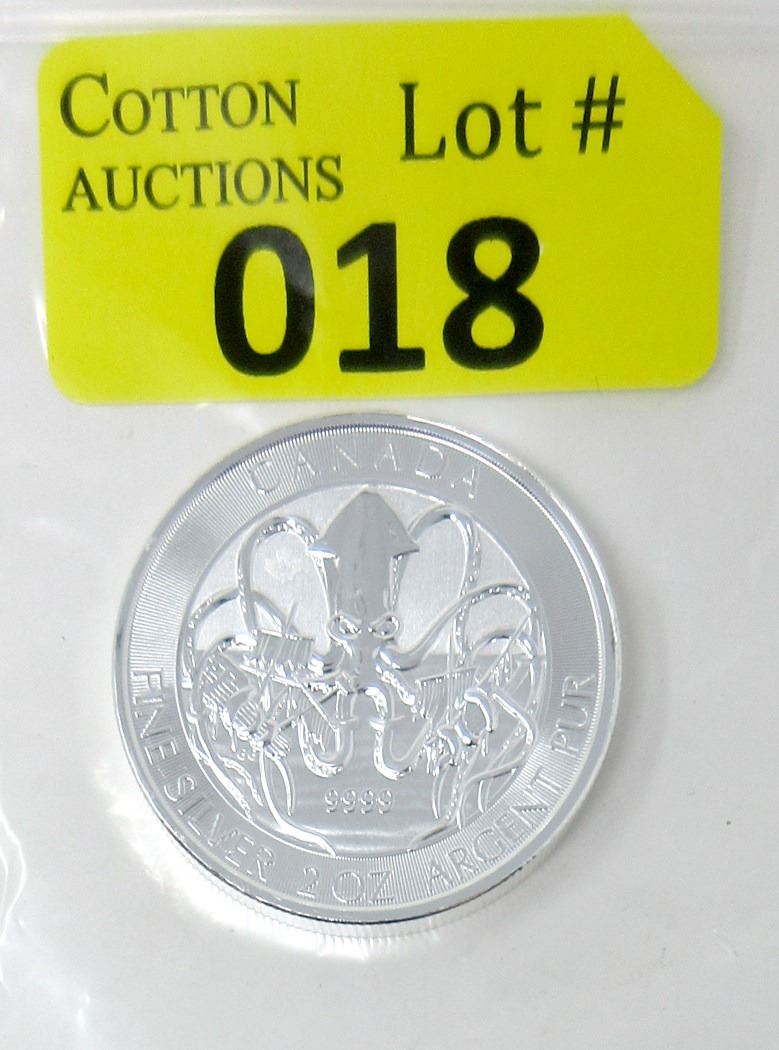 COTTON
AUCTIONS
Lot #
018
CANADA
9999
FINE SILVER 2 OZ ARGENT PUR